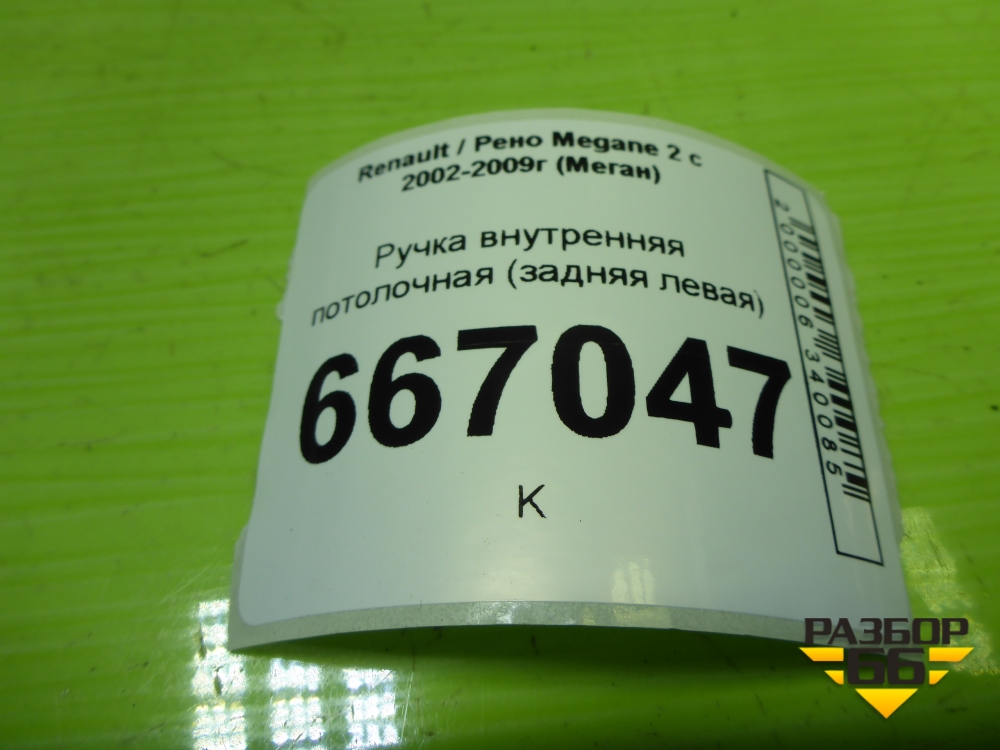 Renault / Рено Megane 2 с
2002-2009г (Меган)
Ручка внутренняя
потолочная (задняя левая)
667047
К
2000006340085
РАЗБОР
66